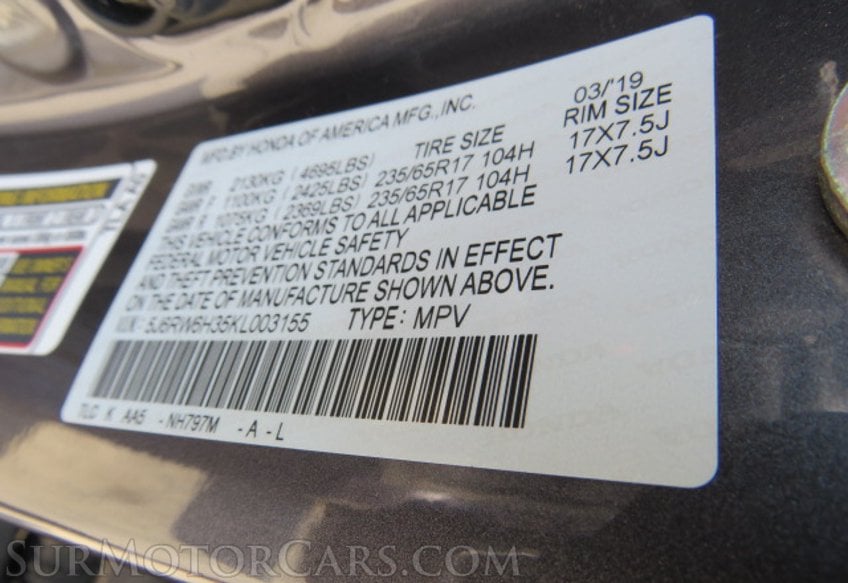 MFD.BY HONDA OF AMERICA MFG.,INC. 03/'19
GVWR 2130KG (4695LBS) TIRE SIZE RIM SIZE
GAWR F 1100KG (2425LBS) 235/65R17 104H 17X7.5J
GAWR R 1075KG (2369LBS) 235/65R17 104H 17X7.5J
THIS VEHICLE CONFORMS TO ALL APPLICABLE
FEDERAL MOTOR VEHICLE SAFETY
AND THEFT PREVENTION STANDARDS IN EFFECT
ON THE DATE OF MANUFACTURE SHOWN ABOVE.
5J6RW6H35KL003155 TYPE: MPV
TLC K AA5 - NH797M - A - L
TLA A40
SURMOTORCARS.COM